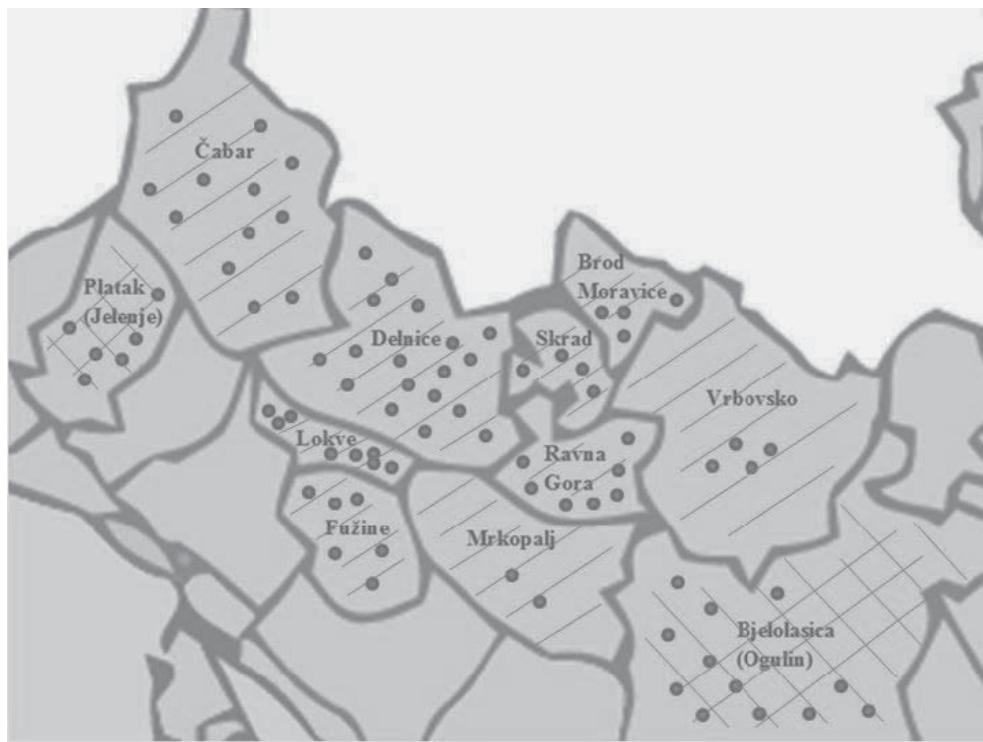 Čabar
Platak
(Jelenje)
Brod
Moravice
Delnice
Skrad
Vrbovsko
Lokve
Ravna
Gora
Fužine
Mrkopalj
Bjelolasica
(Ogulin)